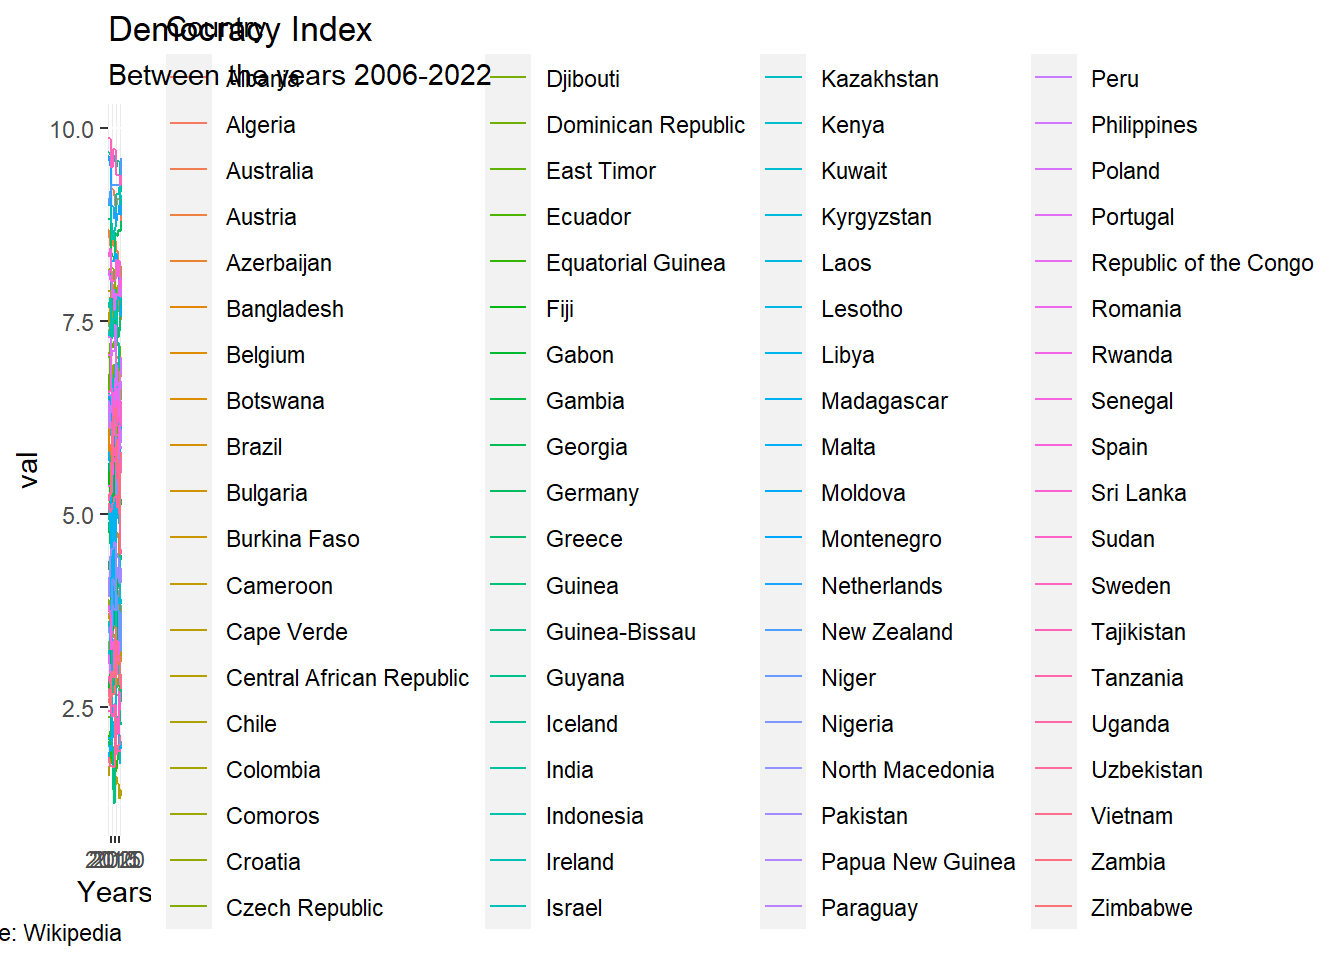 Democracy Index
Country
Between the years 2006-2022
Albania
Algeria
Australia
Austria
Azerbaijan
Bangladesh
Belgium
Botswana
Brazil
Bulgaria
Burkina Faso
Cameroon
Cape Verde
Central African Republic
Chile
Colombia
Comoros
Croatia
Czech Republic
Djibouti
Dominican Republic
East Timor
Ecuador
Equatorial Guinea
Fiji
Gabon
Gambia
Georgia
Germany
Greece
Guinea
Guinea-Bissau
Guyana
Iceland
India
Indonesia
Ireland
Israel
Kazakhstan
Kenya
Kuwait
Kyrgyzstan
Laos
Lesotho
Libya
Madagascar
Malta
Moldova
Montenegro
Netherlands
New Zealand
Niger
Nigeria
North Macedonia
Pakistan
Papua New Guinea
Paraguay
Peru
Philippines
Poland
Portugal
Republic of the Congo
Romania
Rwanda
Senegal
Spain
Sri Lanka
Sudan
Sweden
Tajikistan
Tanzania
Uganda
Uzbekistan
Vietnam
Zambia
Zimbabwe
10.0
7.5
5.0
2.5
val
Years
e: Wikipedia